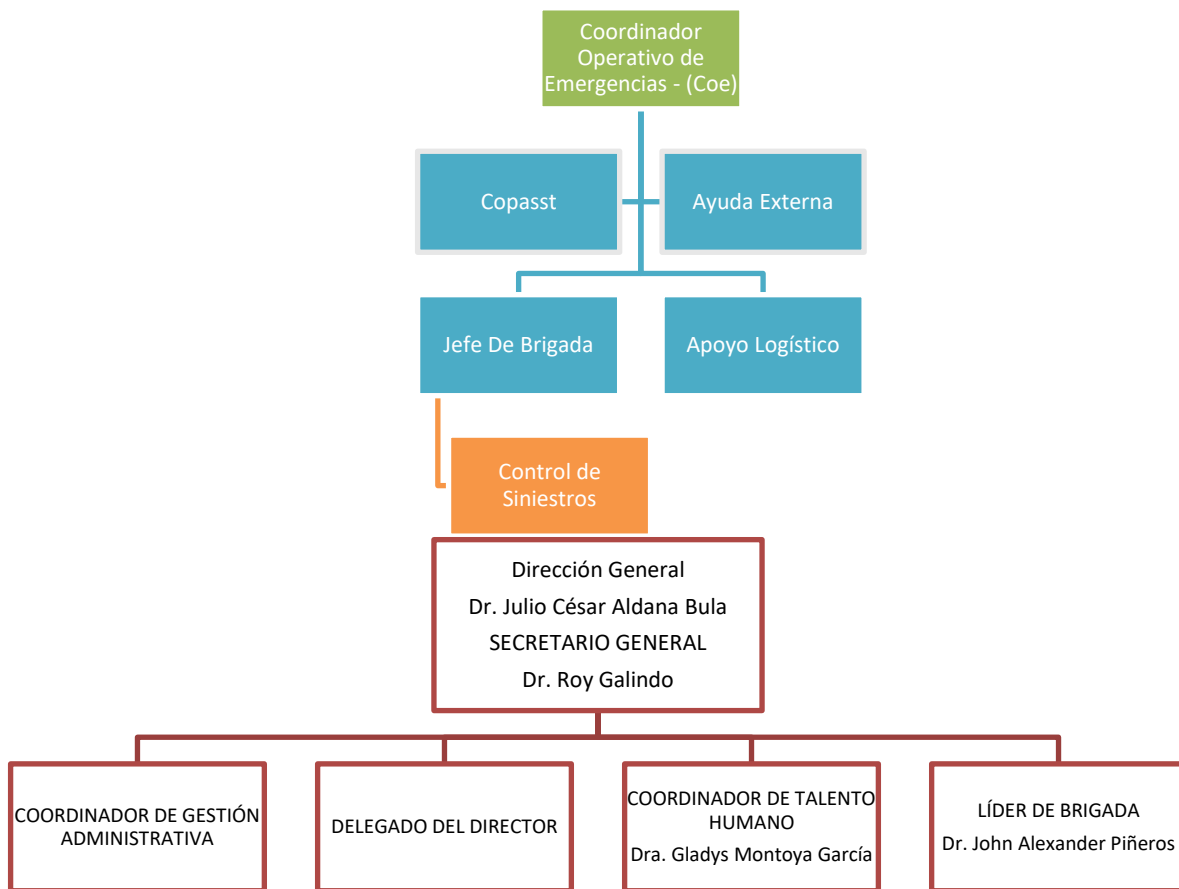 Coordinador
Operativo de
Emergencias - (Coe)
Copasst
Ayuda Externa
Jefe De Brigada
Apoyo Logístico
Control de
Siniestros
Dirección General
Dr. Julio César Aldana Bula
SECRETARIO GENERAL
Dr. Roy Galindo
COORDINADOR DE GESTIÓN
ADMINISTRATIVA
DELEGADO DEL DIRECTOR
COORDINADOR DE TALENTO
HUMANO
Dra. Gladys Montoya García
LÍDER DE BRIGADA
Dr. John Alexander Piñeros